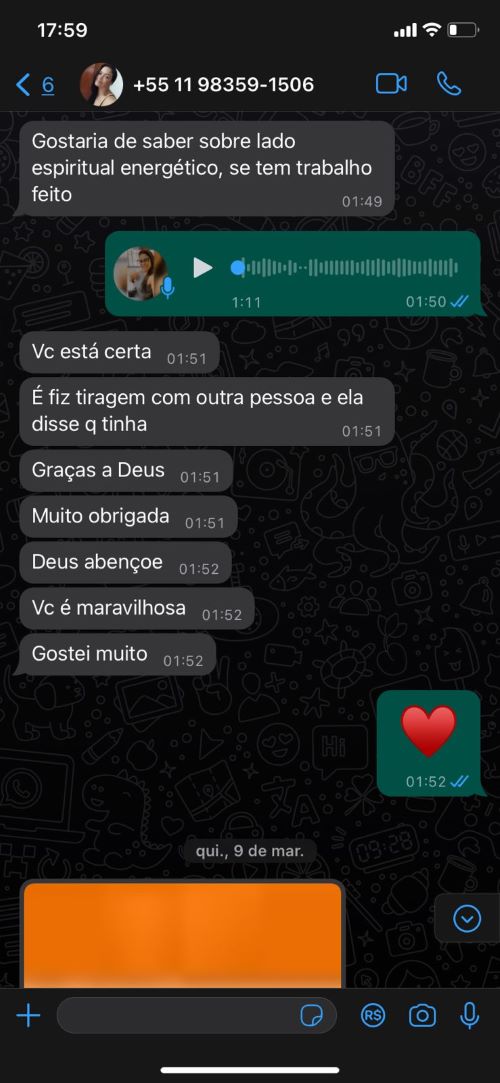 17:59
6
+55 11 98359-1506
Gostaria de saber sobre lado
espiritual energético, se tem trabalho
feito
01:49
1:11
01:50
Vc está certa
01:51
É fiz tiragem com outra pessoa e ela
disse q tinha
01:51
Graças a Deus
01:51
Muito obrigada
01:51
Deus abençoe
01:52
Vc é maravilhosa
01:52
Gostei muito
01:52
Hi
01:52
qui., 9 de mar.
09:28
R$